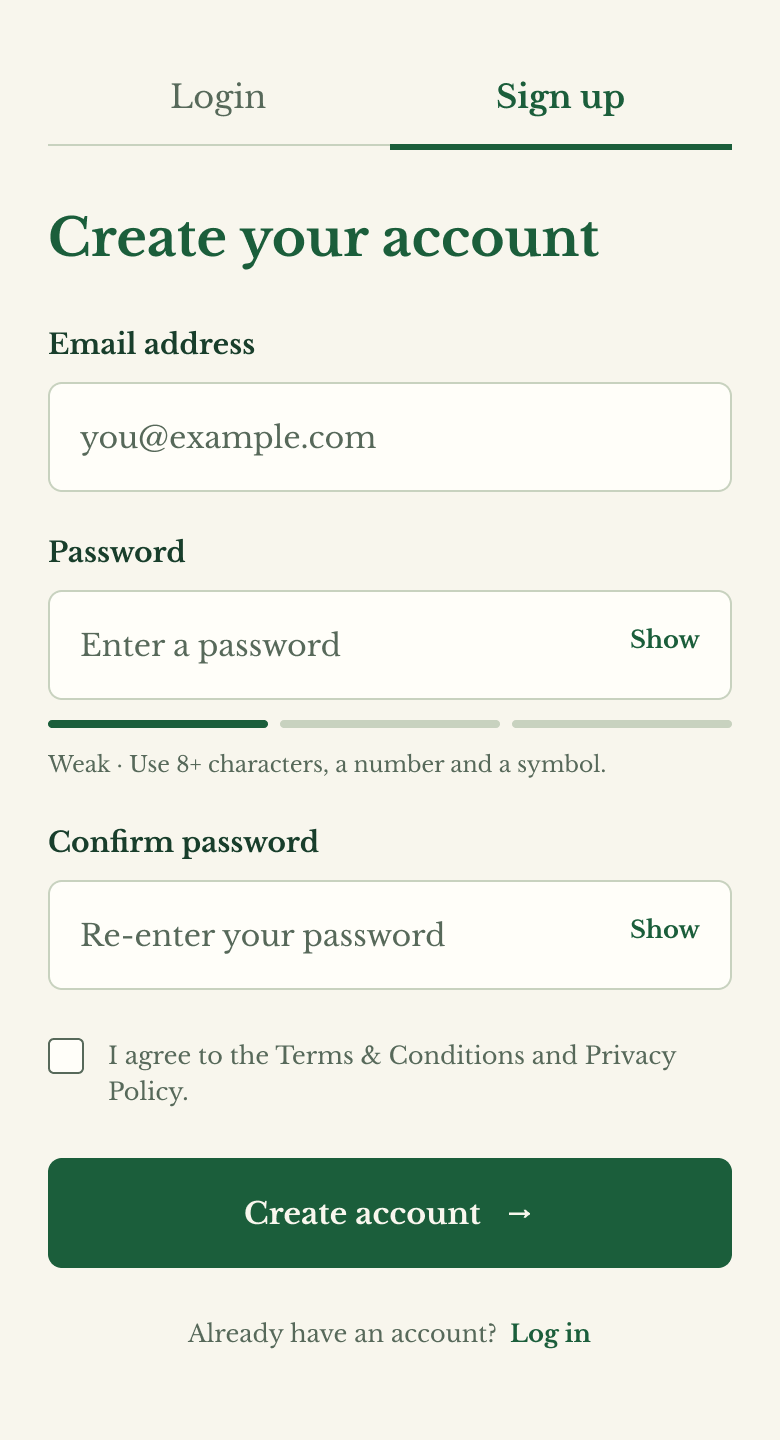 Login
Sign up
Create your account
Email address
you@example.com
Password
Enter a password
Show
Weak · Use 8+ characters, a number and a symbol.
Confirm password
Re-enter your password
Show
I agree to the Terms & Conditions and Privacy
Policy.
Create account →
Already have an account? Log in